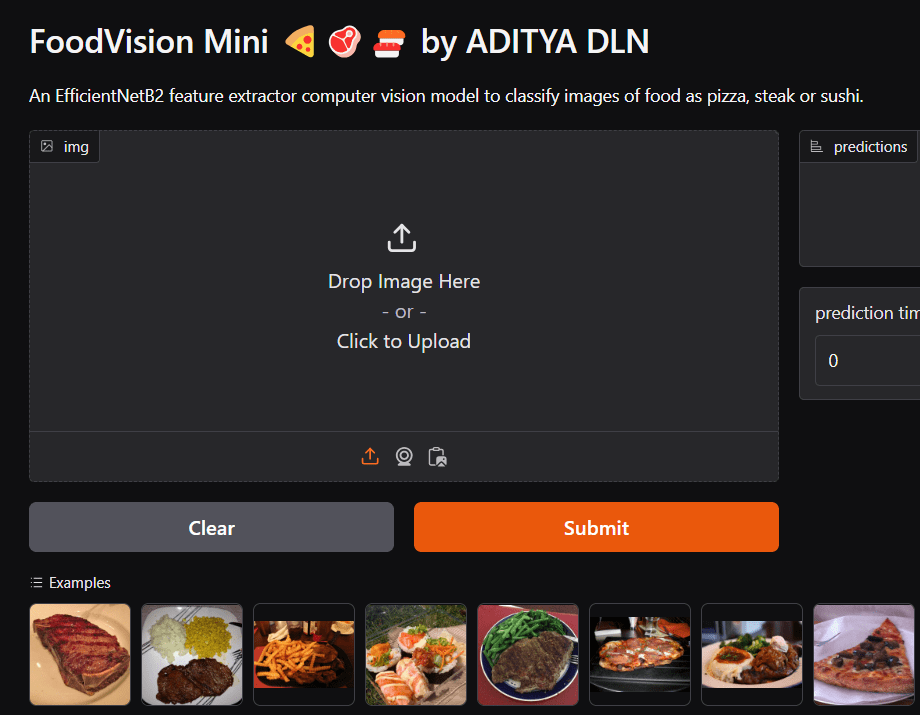 FoodVision Mini 🍕🥩🍣 by ADITYA DLN
An EfficientNetB2 feature extractor computer vision model to classify images of food as pizza, steak or sushi.
img
Drop Image Here
- or -
Click to Upload
predictions
prediction tim
0
Clear
Submit
Examples